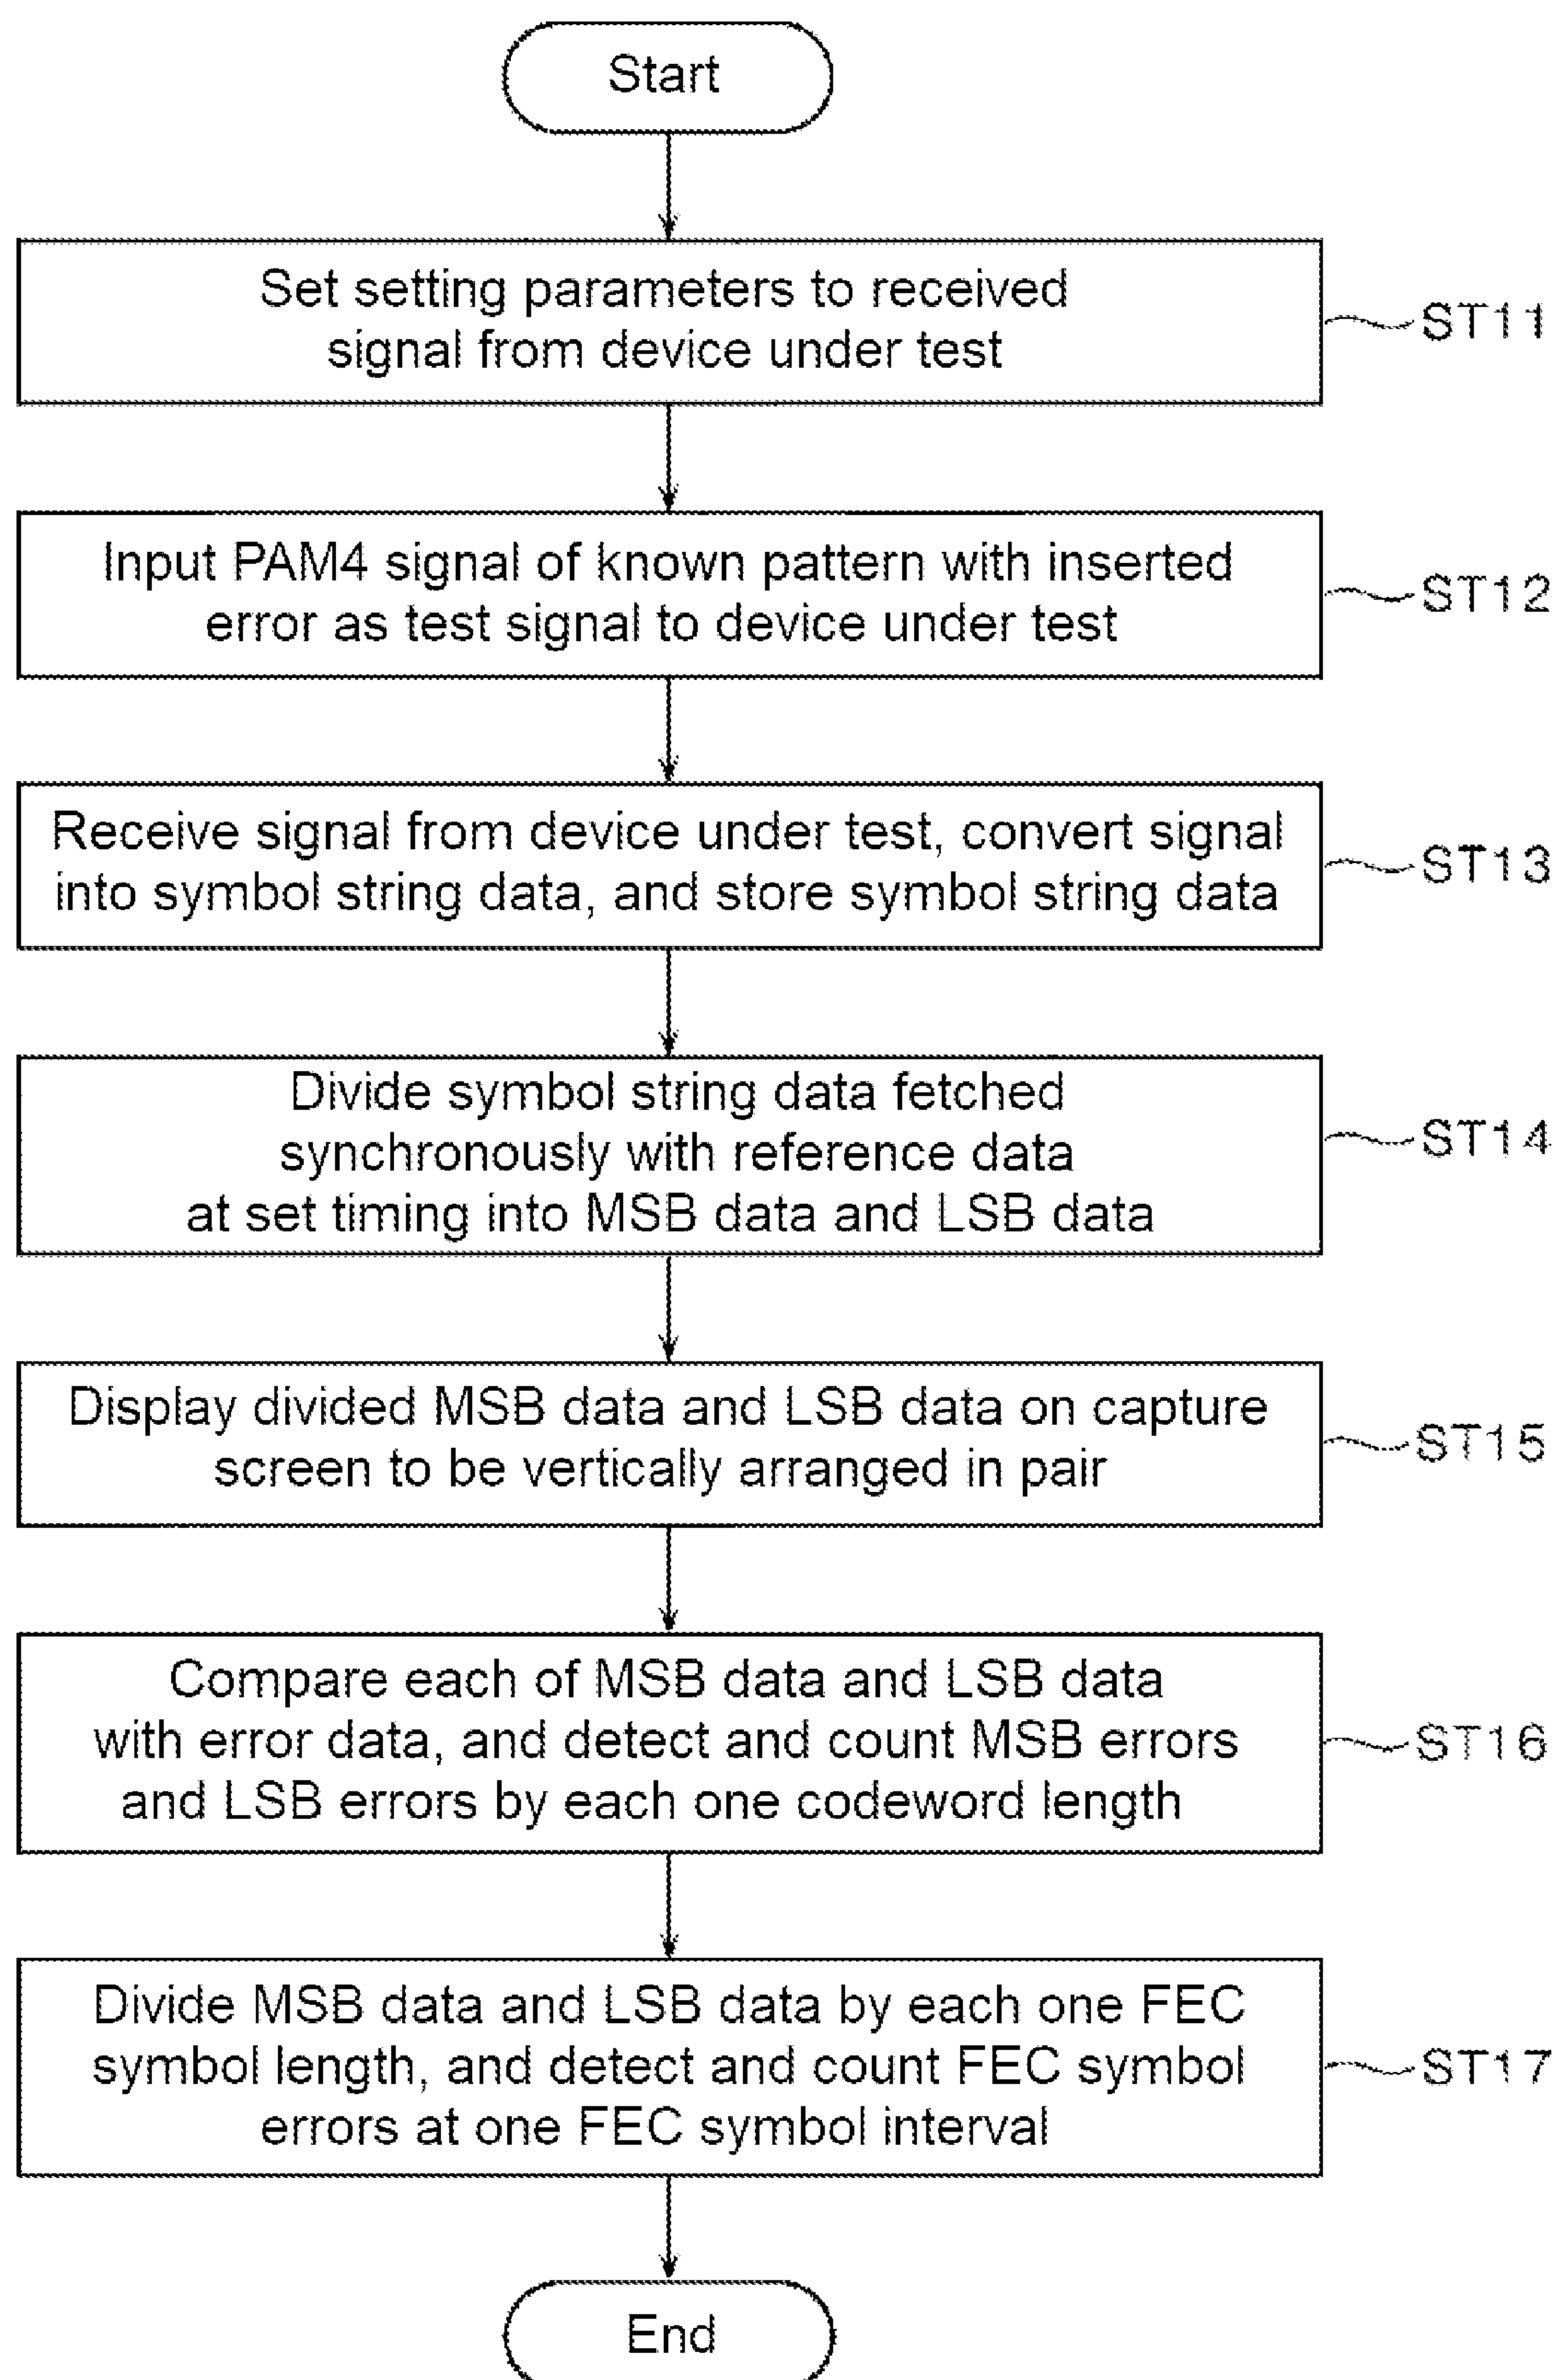 Start
Set setting parameters to received
signal from device under test
ST11
Input PAM4 signal of known pattern with inserted
error as test signal to device under test
ST12
Receive signal from device under test, convert signal
into symbol string data, and store symbol string data
ST13
Divide symbol string data fetched
synchronously with reference data
at set timing into MSB data and LSB data
ST14
Display divided MSB data and LSB data on capture
screen to be vertically arranged in pair
ST15
Compare each of MSB data and LSB data
with error data, and detect and count MSB errors
and LSB errors by each one codeword length
ST16
Divide MSB data and LSB data by each one FEC
symbol length, and detect and count FEC symbol
errors at one FEC symbol interval
ST17
End